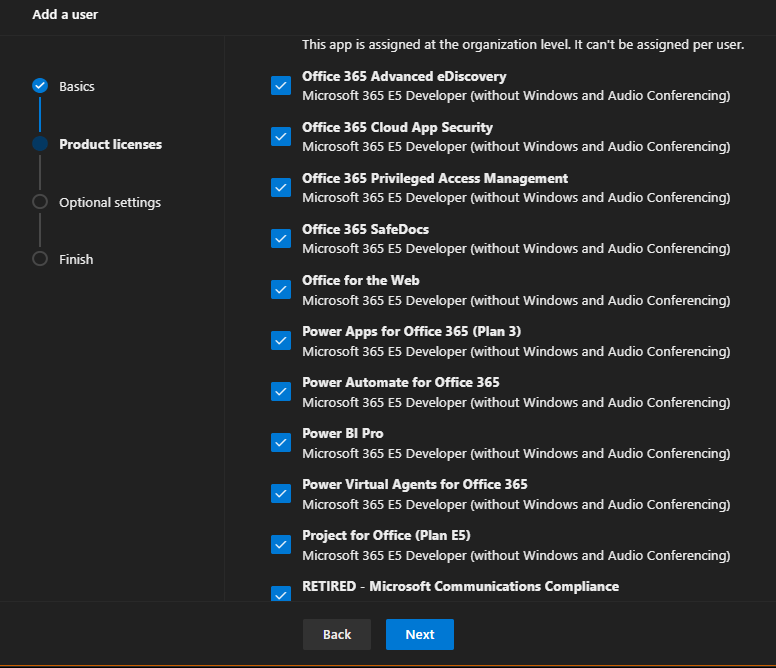 Add a user
Basics
Product licenses
Optional settings
Finish
This app is assigned at the organization level. It can't be assigned per user.
Office 365 Advanced eDiscovery
Microsoft 365 E5 Developer (without Windows and Audio Conferencing)
Office 365 Cloud App Security
Microsoft 365 E5 Developer (without Windows and Audio Conferencing)
Office 365 Privileged Access Management
Microsoft 365 E5 Developer (without Windows and Audio Conferencing)
Office 365 SafeDocs
Microsoft 365 E5 Developer (without Windows and Audio Conferencing)
Office for the Web
Microsoft 365 E5 Developer (without Windows and Audio Conferencing)
Power Apps for Office 365 (Plan 3)
Microsoft 365 E5 Developer (without Windows and Audio Conferencing)
Power Automate for Office 365
Microsoft 365 E5 Developer (without Windows and Audio Conferencing)
Power BI Pro
Microsoft 365 E5 Developer (without Windows and Audio Conferencing)
Power Virtual Agents for Office 365
Microsoft 365 E5 Developer (without Windows and Audio Conferencing)
Project for Office (Plan E5)
Microsoft 365 E5 Developer (without Windows and Audio Conferencing)
RETIRED - Microsoft Communications Compliance
Back
Next